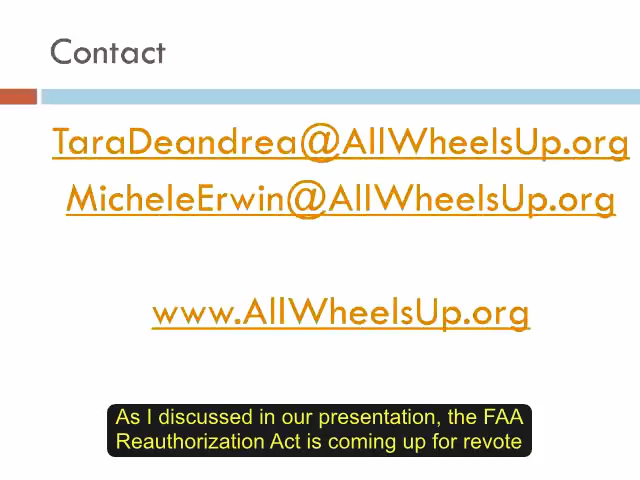 Contact
TaraDeandrea@AllWheelsUp.org
MicheleErwin@AllWheelsUp.org
www.AllWheelsUp.org
As I discussed in our presentation, the FAA
Reauthorization Act is coming up for revote